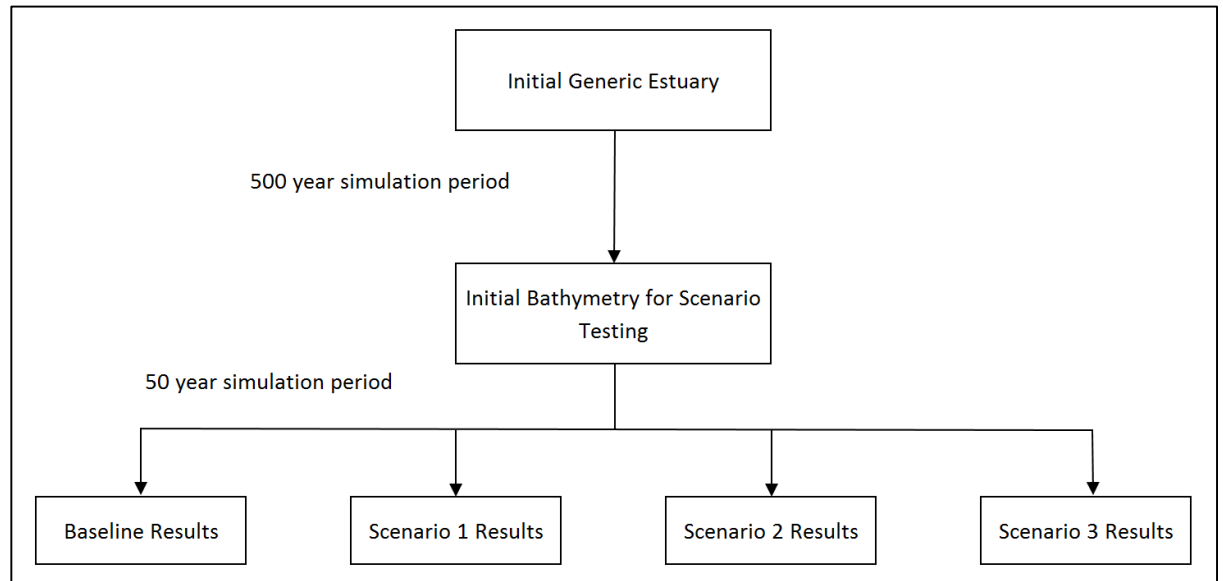 Initial Generic Estuary
500 year simulation period
Initial Bathymetry for Scenario
Testing
50 year simulation period
Baseline Results
Scenario 1 Results
Scenario 2 Results
Scenario 3 Results